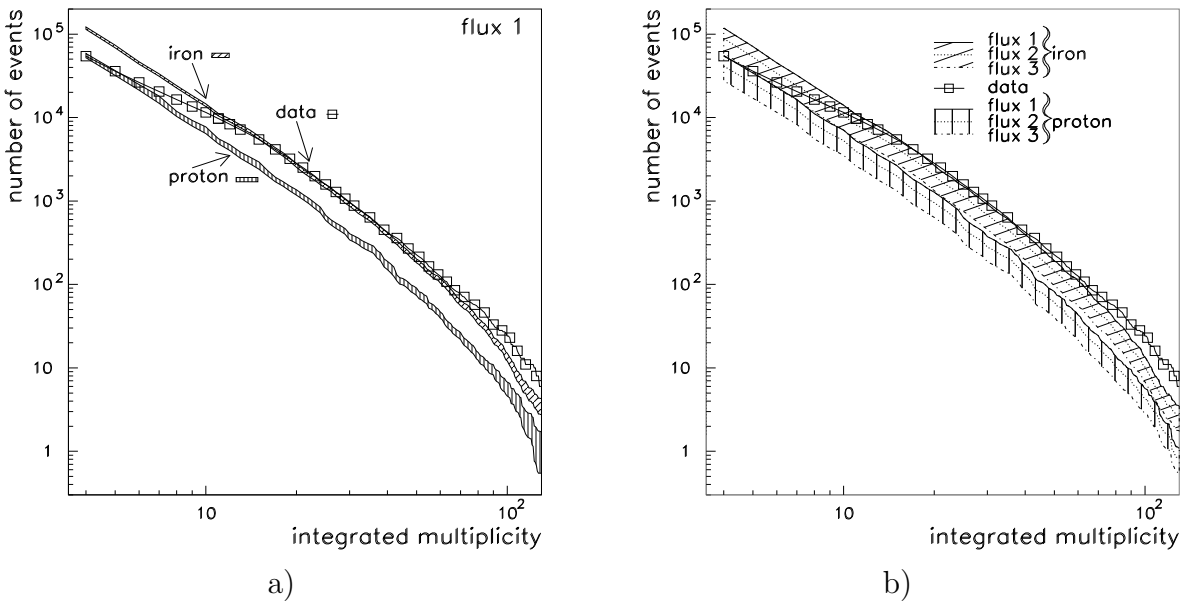 flux 1
number of events
10^5
10^4
10^3
10^2
10
1
iron
data
proton
10
10^2
integrated multiplicity
a)
number of events
10^5
10^4
10^3
10^2
10
1
flux 1
flux 2
flux 3
iron
data
flux 1
flux 2
flux 3
proton
10
10^2
integrated multiplicity
b)